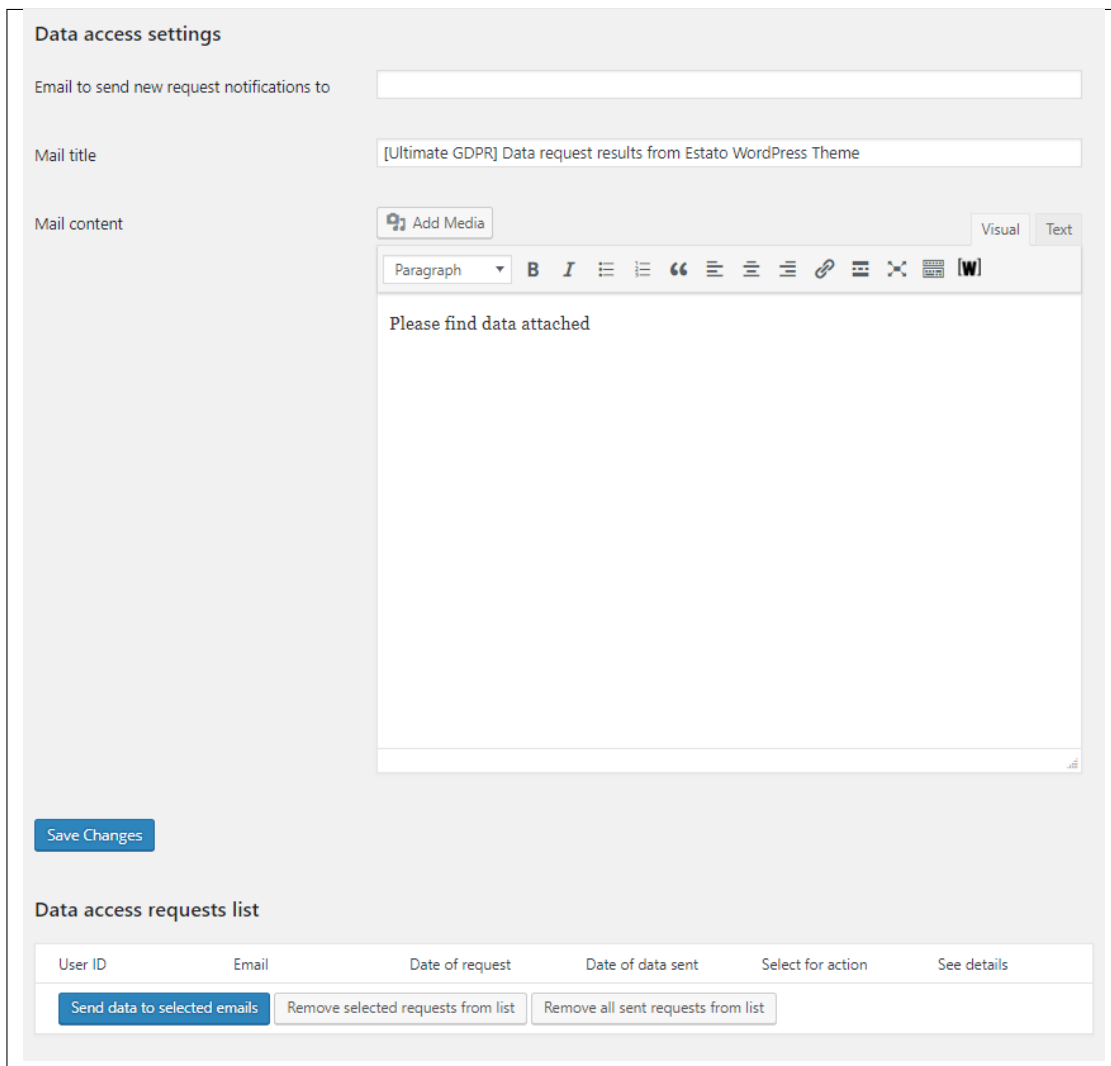 Data access settings
Email to send new request notifications to
Mail title
[Ultimate GDPR] Data request results from Estato WordPress Theme
Mail content
Add Media
Visual Text
Paragraph B I [W]
Please find data attached
Save Changes
Data access requests list
User ID Email Date of request Date of data sent Select for action See details
Send data to selected emails Remove selected requests from list Remove all sent requests from list